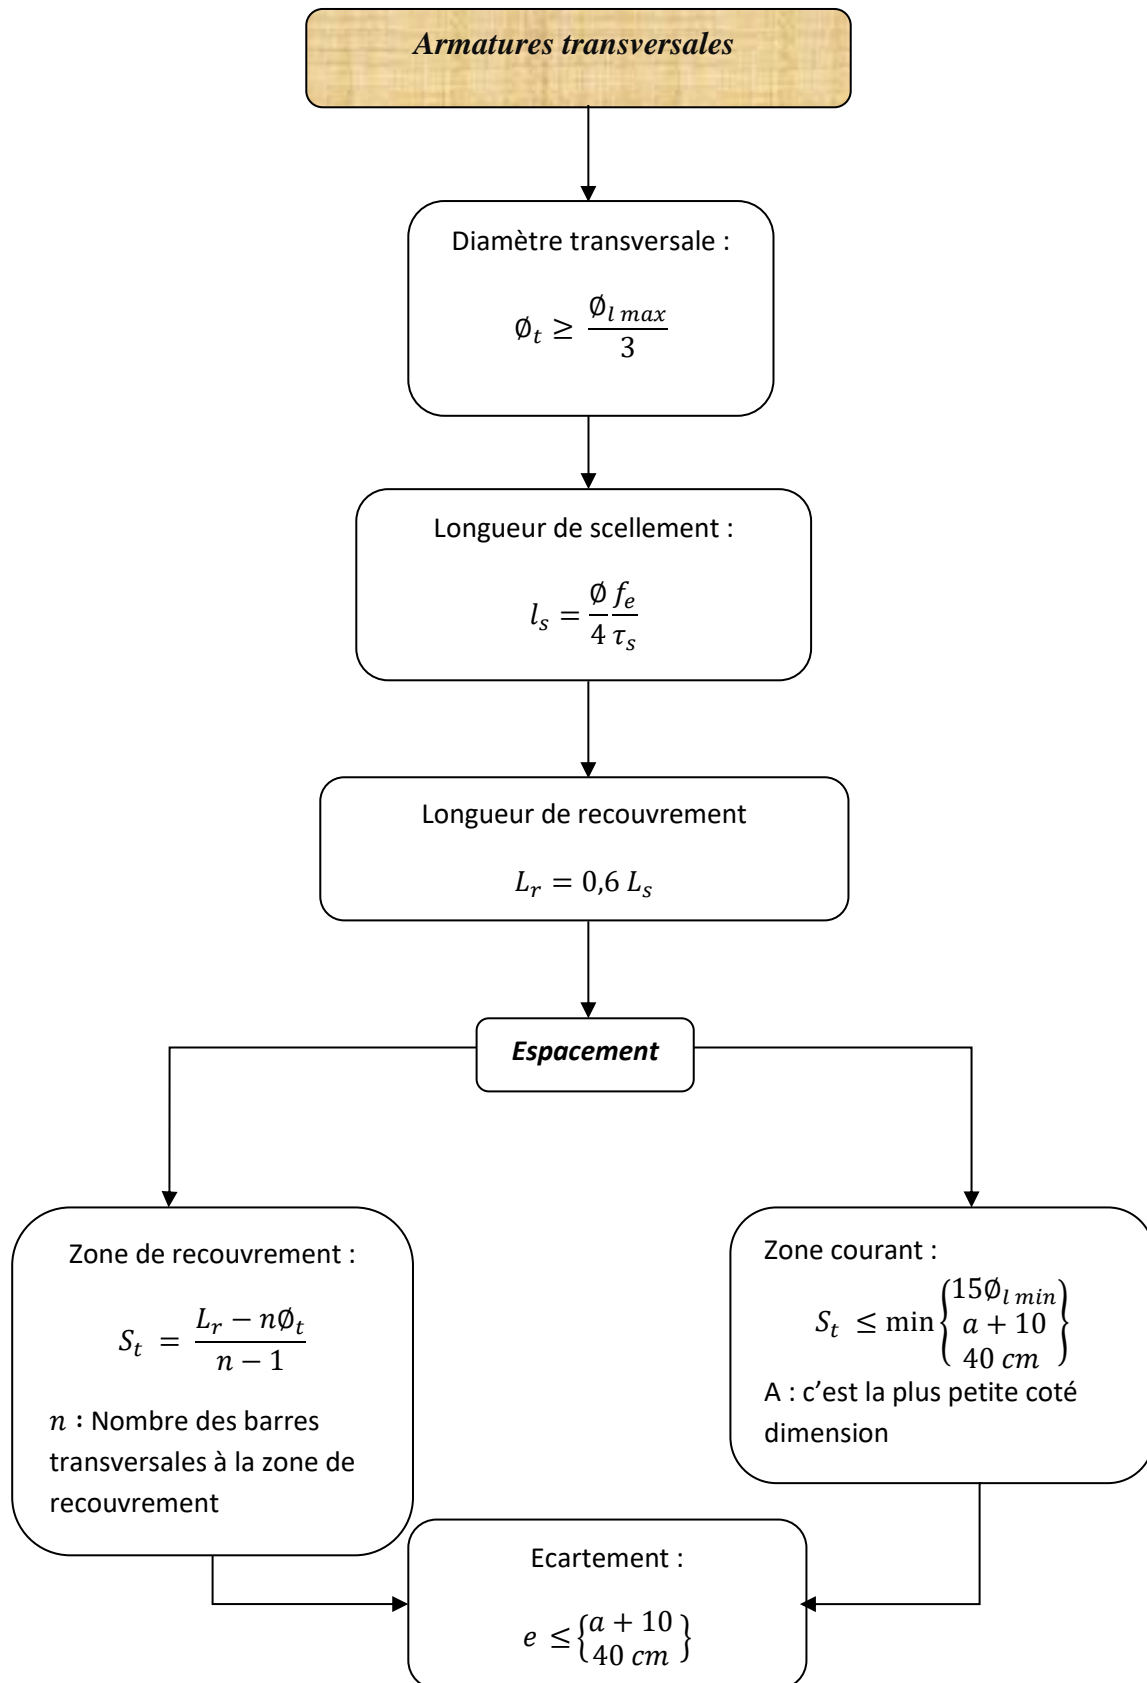 Armatures transversales
Diamètre transversale :
∅ₜ ≥ ∅ₗ ₘₐₓ / 3
Longueur de scellement :
lₛ = ∅/4 fₑ/τₛ
Longueur de recouvrement
Lᵣ = 0,6 Lₛ
Espacement
Zone de recouvrement :
Sₜ = (Lᵣ − n∅ₜ) / (n − 1)
n : Nombre des barres
transversales à la zone de
recouvrement
Zone courant :
Sₜ ≤ min {15∅ₗ ₘᵢₙ
a + 10
40 cm}
A : c’est la plus petite coté
dimension
Ecartement :
e ≤ {a + 10
40 cm}